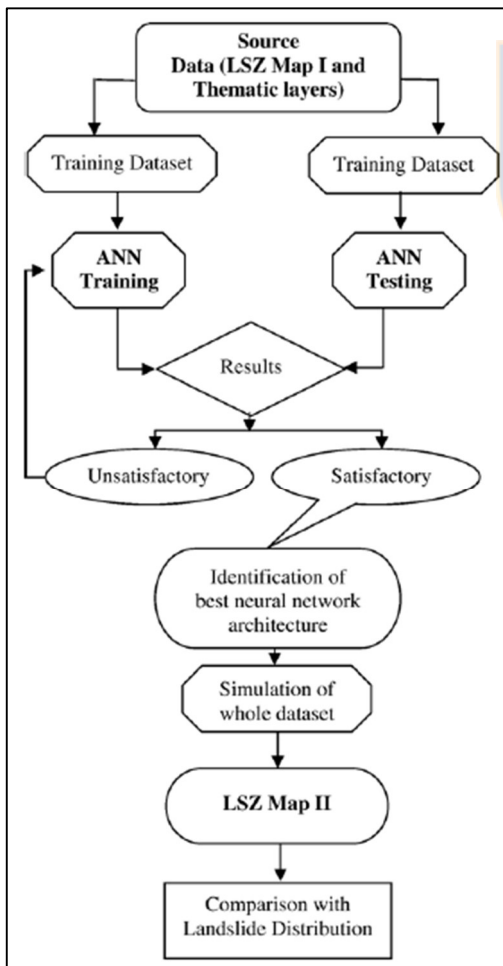 Source
Data (LSZ Map I and
Thematic layers)
Training Dataset
Training Dataset
ANN
Training
ANN
Testing
Results
Unsatisfactory
Satisfactory
Identification of
best neural network
architecture
Simulation of
whole dataset
LSZ Map II
Comparison with
Landslide Distribution